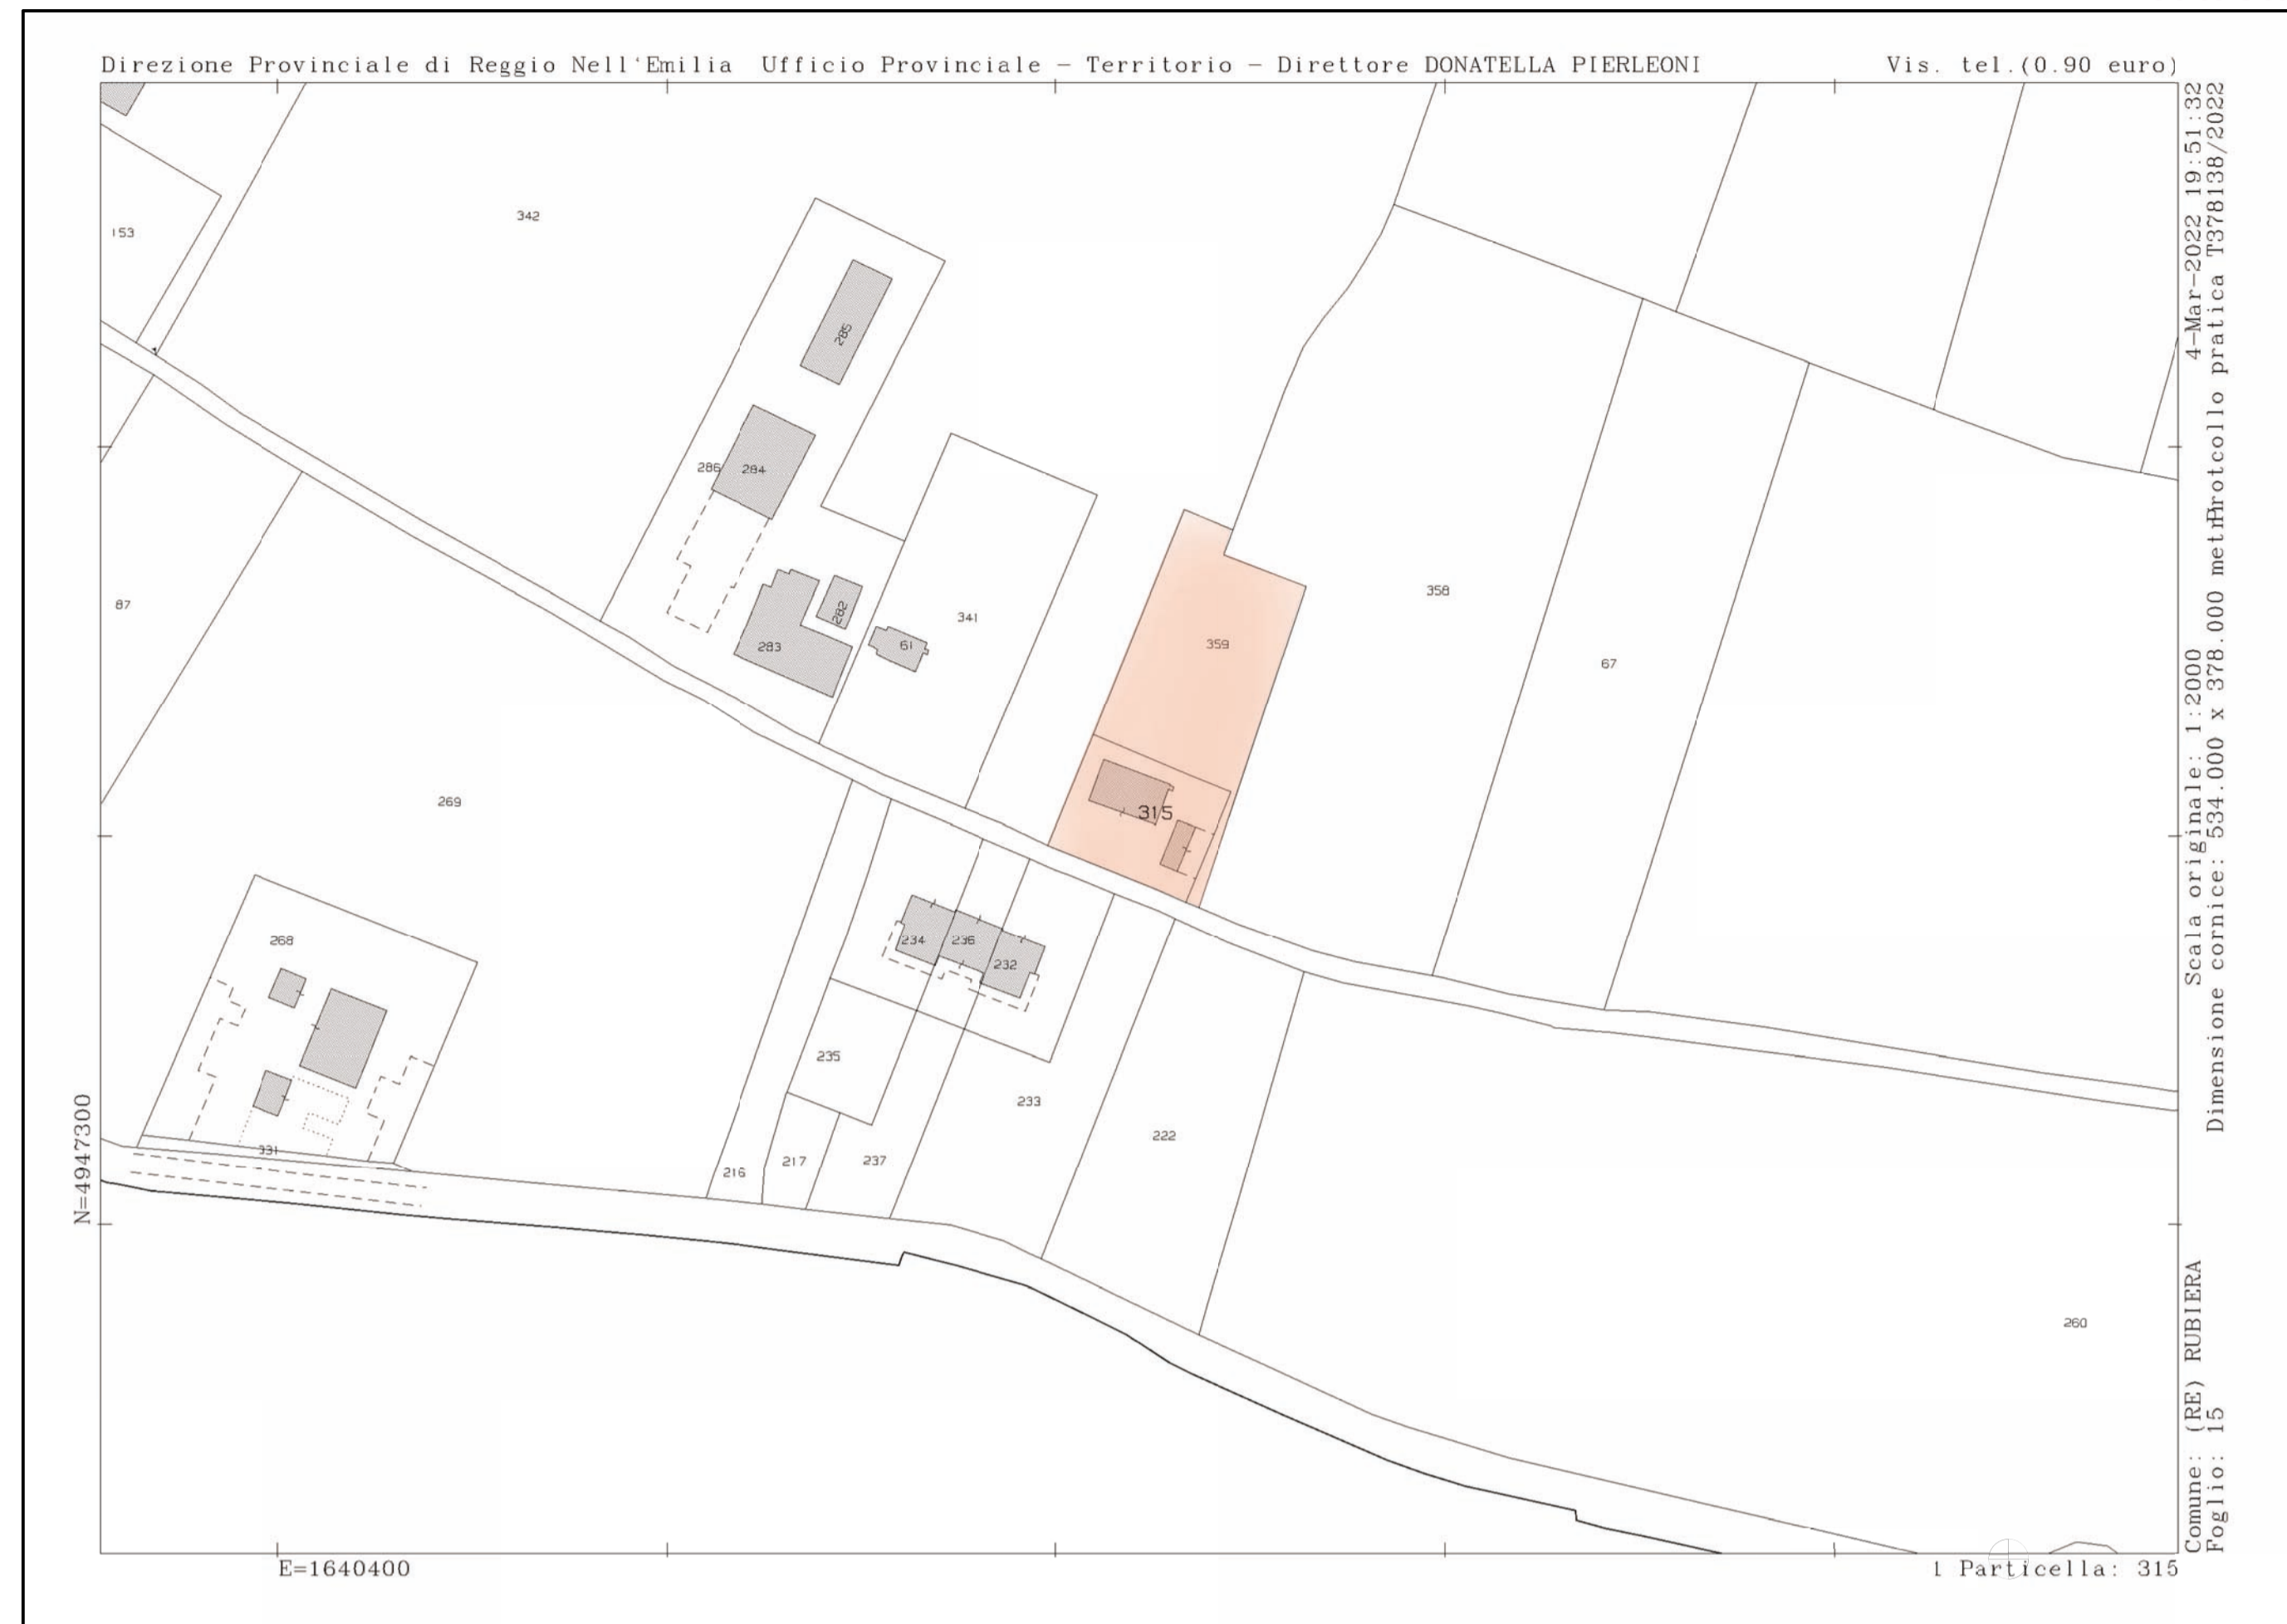 Direzione Provinciale di Reggio Nell'Emilia Ufficio Provinciale - Territorio - Direttore DONATELLA PIERLEONI
Vis. tel.(0.90 euro)
4-Mar-2022 19:51:32
Protocollo pratica T378138/2022
Scala originale: 1:2000
Dimensione cornice: 534.000 x 378.000 metri
Comune: (RE) RUBIERA
Foglio: 15
153
342
285
286
284
87
282
283
61
341
359
358
67
315
269
268
234
236
232
235
233
222
331
216
217
237
260
N=4947300
E=1640400
1 Particella: 315